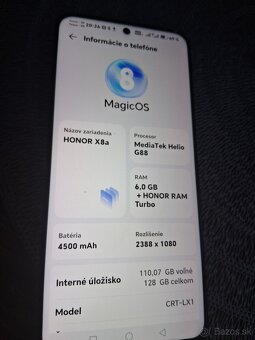 20:26
← Informácie o telefóne
MagicOS
Názov zariadenia
HONOR X8a
Procesor
MediaTek Helio
G88
RAM
6,0 GB
+ HONOR RAM
Turbo
Batéria
4500 mAh
Rozlíšenie
2388 x 1080
Interné úložisko
110,07 GB voľné
128 GB celkom
Model
CRT-LX1
Bazos.sk